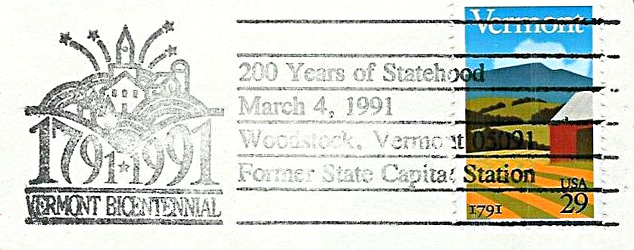 1791★1991
VERMONT BICENTENNIAL
200 Years of Statehood
March 4, 1991
Woodstock, Vermont 05091
Former State Capital Station
Vermont
USA
1791 29